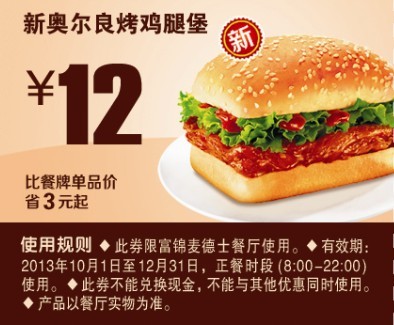 新奥尔良烤鸡腿堡
新
¥12
比餐牌单品价
省3元起
使用规则 ◆ 此券限富锦麦德士餐厅使用。◆ 有效期:
2013年10月1日至12月31日，正餐时段 (8:00-22:00)
使用。◆ 此券不能兑换现金，不能与其他优惠同时使用。
◆ 产品以餐厅实物为准。